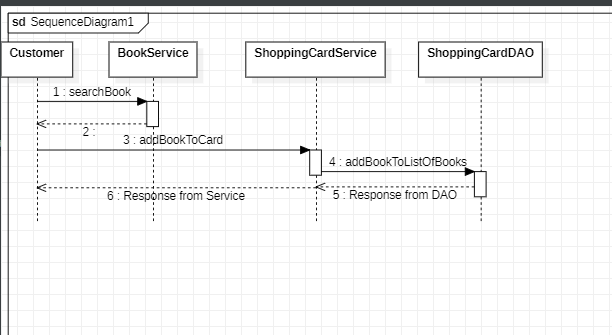 sd SequenceDiagram1
Customer
BookService
ShoppingCardService
ShoppingCardDAO
1 : searchBook
2 :
3 : addBookToCard
4 : addBookToListOfBooks
5 : Response from DAO
6 : Response from Service